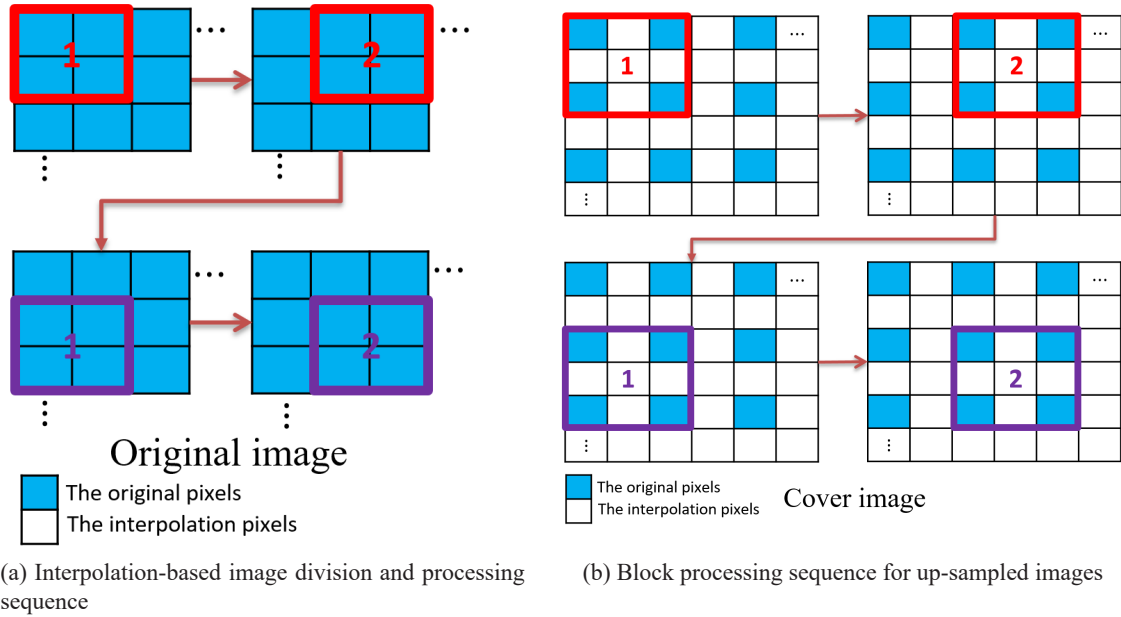 1
...
2
...
⋮
⋮
1
...
2
...
⋮
⋮
Original image
The original pixels
The interpolation pixels
(a) Interpolation-based image division and processing
sequence
1
...
2
...
⋮
⋮
1
...
2
...
⋮
⋮
The original pixels
The interpolation pixels
Cover image
(b) Block processing sequence for up-sampled images